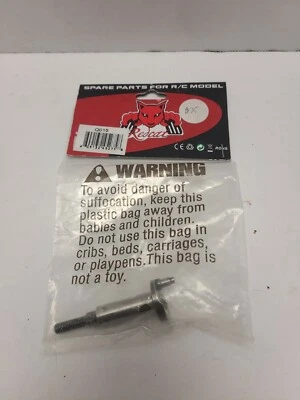 SPARE PARTS FOR R/C MODEL
Redcat
WARNING
To avoid danger of
suffocation, keep this
plastic bag away from
babies and children.
Do not use this bag in
cribs, beds, carriages,
or playpens.This bag is
not a toy.